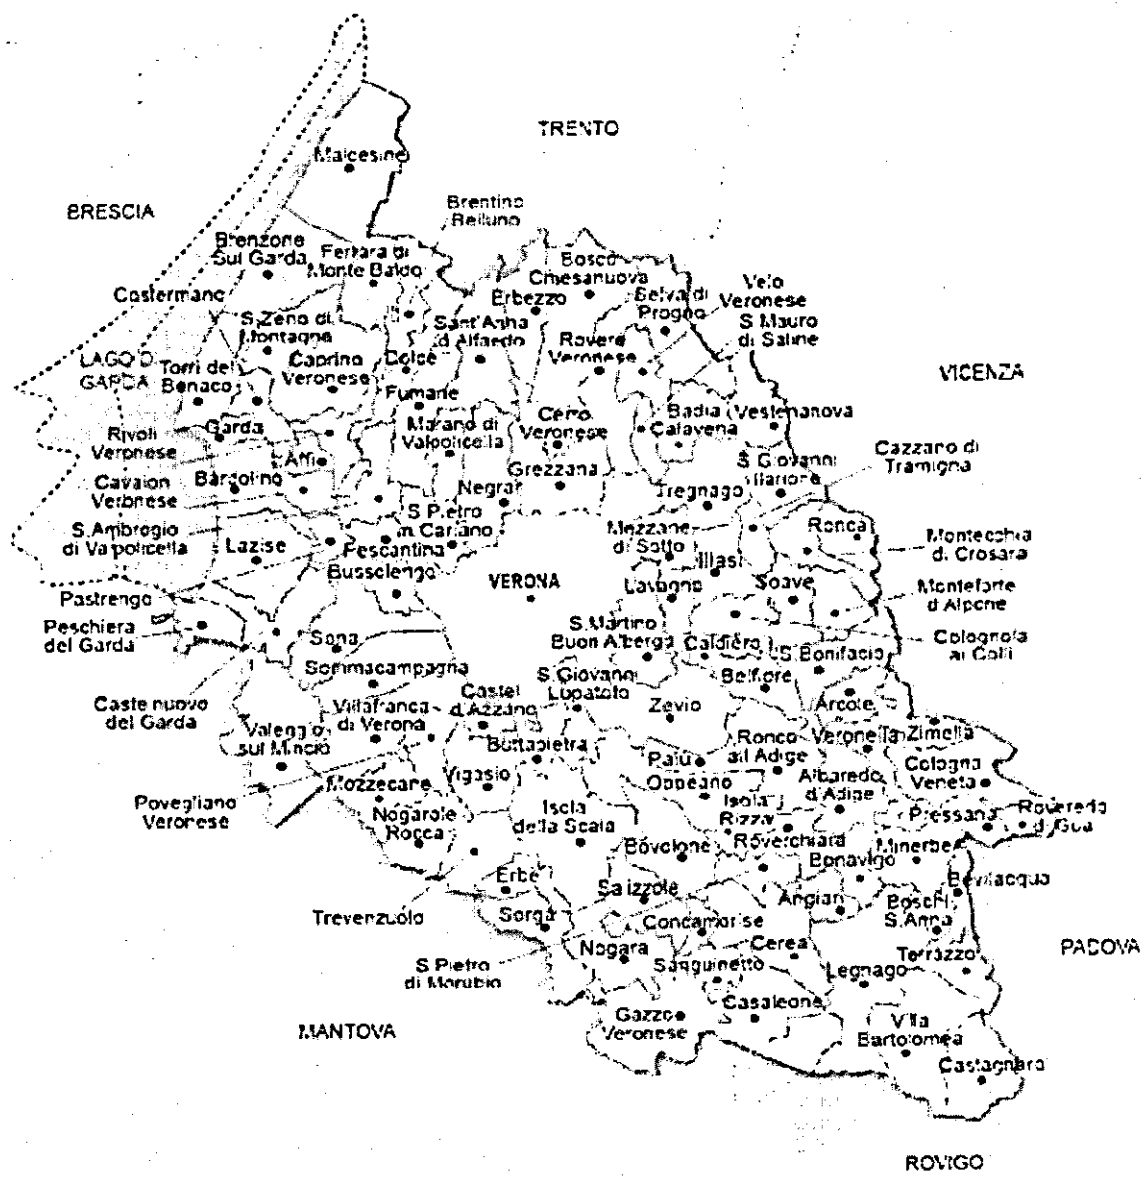 TRENTO
Malcesine
BRESCIA
Brentino
Belluno
Brenzone
Sul Garda
Ferrara di
Monte Baldo
Bosco
Chiesanuova
Costermano
Erbezzo
Selva di
Progno
Velo
Veronese
S.Zeno di
Montagna
Sant'Anna
d'Alfaedo
Roverè
Veronese
S.Mauro
di Saline
LAGO D
GARDA
Torri del
Benaco
Caprino
Veronese
Dolcè
VICENZA
Fumane
Rivoli
Veronese
Garda
Marano di
Valpolicella
Cerro
Veronese
Badia
Calavena
Vestenanova
Affi
Cavaion
Veronese
Bardolino
Grezzana
S.Giovanni
Ilarione
Cazzano di
Tramigna
Negrar
Tregnago
S.Ambrogio
di Valpolicella
S.Pietro
in Cariano
Mezzane
di Sotto
Roncà
Montecchia
di Crosara
Lazise
Pescantina
Illasi
Bussolengo
VERONA
Lavagno
Soave
Monteforte
d'Alpone
Pastrengo
Peschiera
del Garda
Sona
S.Martino
Buon Alberga
Caldiero
S.Bonifacio
Colognola
ai Colli
Sommacampagna
S.Giovanni
Lupatoto
Belfiore
Castelnuovo
del Garda
Villafranca
di Verona
Castel
d'Azzano
Zevio
Arcole
Valeggio
sul Mincio
Buttapietra
Ronco
all'Adige
Veronella
Zimella
Palù
Mozzecane
Vigasio
Oppeano
Albaredo
d'Adige
Cologna
Veneta
Povegliano
Veronese
Nogarole
Rocca
Isola
della Scala
Isola
Rizza
Pressana
Roveredo
di Guà
Bovolone
Roverchiara
Minerbe
Bonavigo
Erbè
Salizzole
Bevilacqua
Trevenzuolo
Sorgà
Concamarise
Angiari
Boschi
S.Anna
Nogara
Cerea
Terrazzo
PADOVA
S.Pietro
di Morubio
Sanguinetto
Legnago
MANTOVA
Gazzo
Veronese
Casaleone
Villa
Bartolomea
Castagnaro
ROVIGO